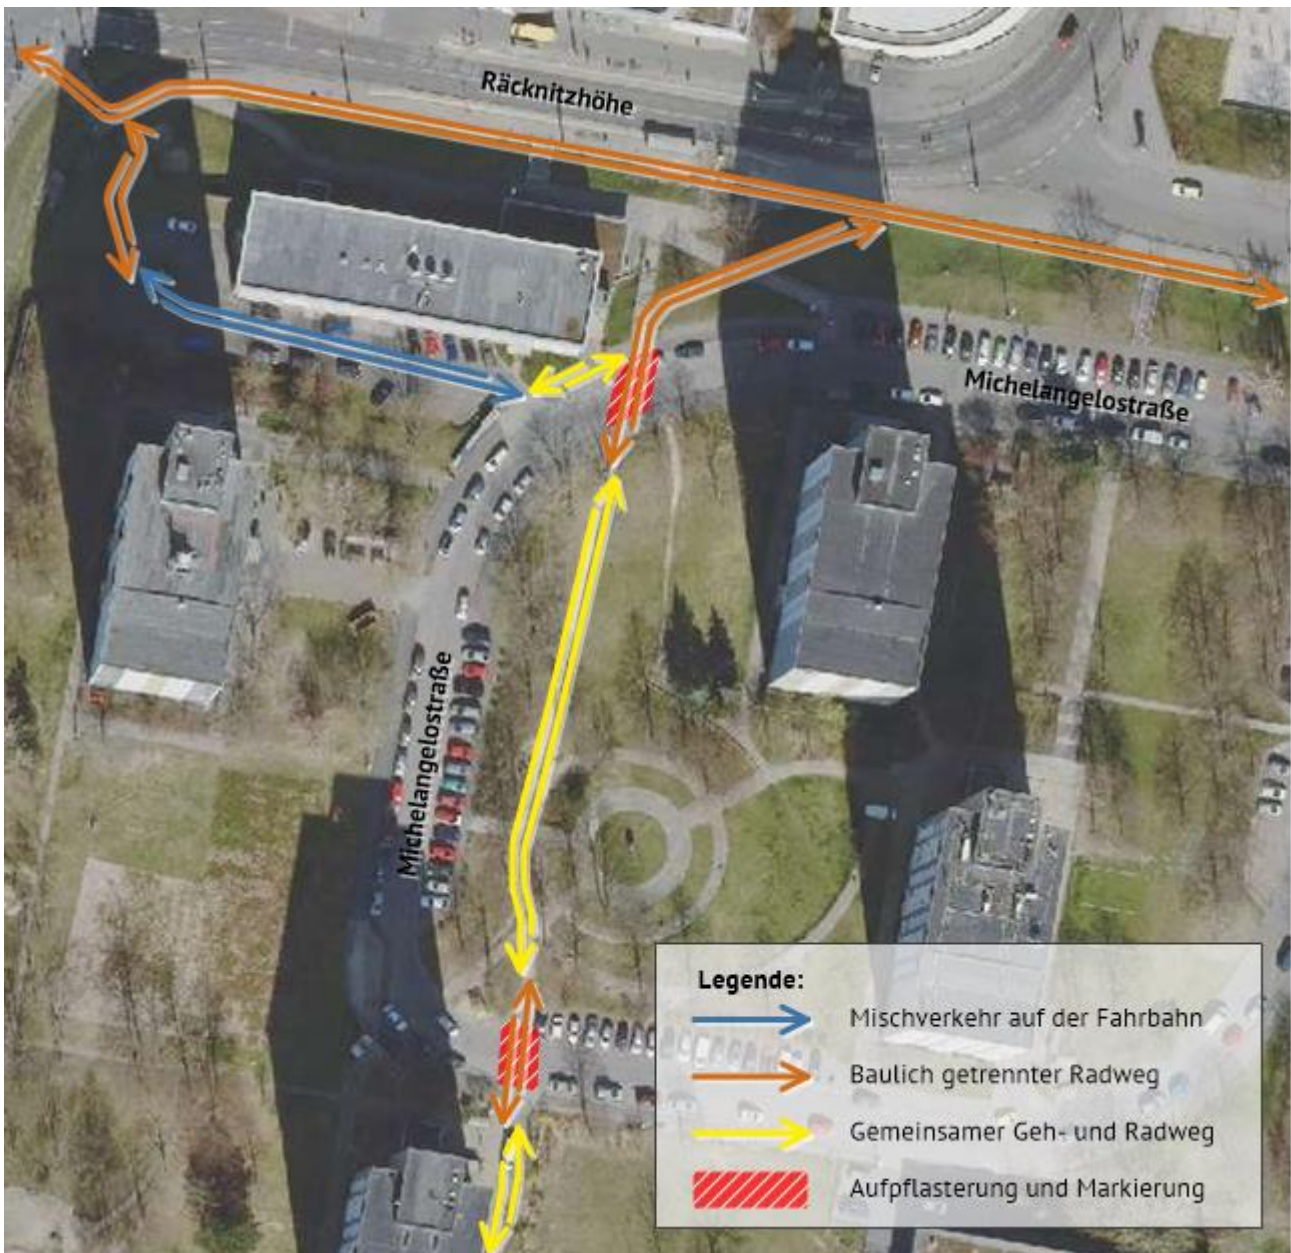 Räcknitzhöhe
Michelangelostraße
Michelangelostraße
Legende:
Mischverkehr auf der Fahrbahn
Baulich getrennter Radweg
Gemeinsamer Geh- und Radweg
Aufpflasterung und Markierung